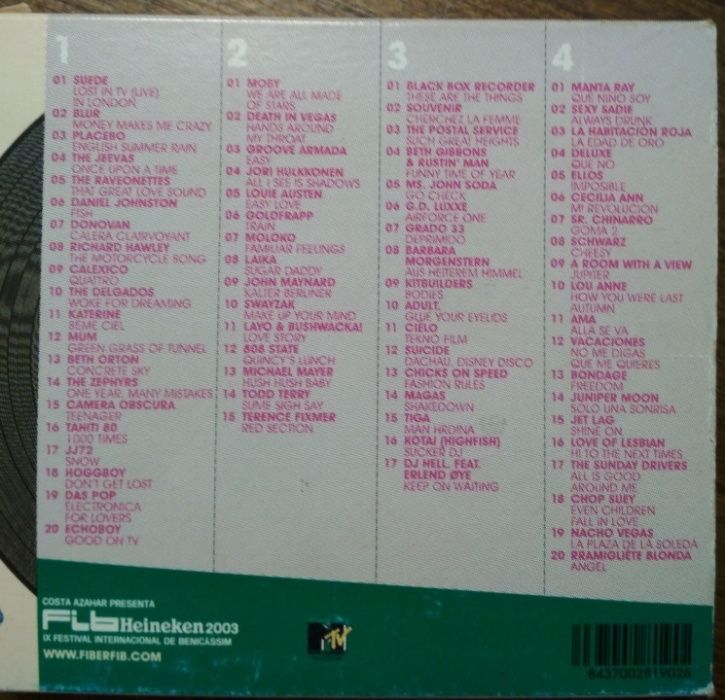 1
01 SUEDE
LOST IN TV (LIVE)
IN LONDON
02 BLUR
MONEY MAKES ME CRAZY
03 PLACEBO
ENGLISH SUMMER RAIN
04 THE JEEVAS
ONCE UPON A TIME
05 THE RAVEONETTES
THAT GREAT LOVE SOUND
06 DANIEL JOHNSTON
FISH
07 DONOVAN
CALERA CLAIRVOYANT
08 RICHARD HAWLEY
THE MOTORCYCLE SONG
09 CALEXICO
QUATTRO
10 THE DELGADOS
WOKE FOR DREAMING
11 KATERINE
8ÈME CIEL
12 MUM
GREEN GRASS OF TUNNEL
13 BETH ORTON
CONCRETE SKY
14 THE ZEPHYRS
ONE YEAR, MANY MISTAKES
15 CAMERA OBSCURA
TEENAGER
16 TAHITI 80
1000 TIMES
17 JJ72
SNOW
18 HOGGBOY
DON'T GET LOST
19 DAS POP
ELECTRONICA
FOR LOVERS
20 ECHOBOY
GOOD ON TV
2
01 MOBY
WE ARE ALL MADE
OF STARS
02 DEATH IN VEGAS
HANDS AROUND
MY THROAT
03 GROOVE ARMADA
EASY
04 JORI HULKKONEN
ALL I SEE IS SHADOWS
05 LOUIE AUSTEN
EASY LOVE
06 GOLDFRAPP
TRAIN
07 MOLOKO
FAMILIAR FEELINGS
08 LAIKA
SUGAR DADDY
09 JOHN MAYNARD
KALTER BERLINER
10 SWAYZAK
MAKE UP YOUR MIND
11 LAYO & BUSHWACKA!
LOVE STORY
12 808 STATE
QUINCY'S LUNCH
13 MICHAEL MAYER
HUSH HUSH BABY
14 TODD TERRY
SUME SIGH SAY
15 TERENCE FIXMER
RED SECTION
3
01 BLACK BOX RECORDER
THESE ARE THE THINGS
02 SOUVENIR
CHERCHEZ LA FEMME
03 THE POSTAL SERVICE
SUCH GREAT HEIGHTS
04 BETH GIBBONS
& RUSTIN' MAN
FUNNY TIME OF YEAR
05 MS. JOHN SODA
GO CHECK
06 G.D. LUXXE
AIRFORCE ONE
07 GRADO 33
DEPRIMIDO
08 BARBARA
MORGENSTERN
AUS HEITEREM HIMMEL
09 KITBUILDERS
BODIES
10 ADULT.
GLUE YOUR EYELIDS
11 CIELO
TEKNO FILM
12 SUICIDE
DACHAU, DISNEY DISCO
13 CHICKS ON SPEED
FASHION RULES
14 MAGAS
SHAKEDOWN
15 TIGA
MAN HRDINA
16 KOTAI (HIGHFISH)
SUCKER DJ
17 DJ HELL, FEAT.
ERLEND ØYE
KEEP ON WAITING
4
01 MANTA RAY
QUE NIÑO SOY
02 SEXY SADIE
ALWAYS DRUNK
03 LA HABITACIÓN ROJA
LA EDAD DE ORO
04 DELUXE
QUE NO
05 ELLOS
IMPOSIBLE
06 CECILIA ANN
MI REVOLUCION
07 SR. CHINARRO
GOMA 2
08 SCHWARZ
CHEESY
09 A ROOM WITH A VIEW
JUPITER
10 LOU ANNE
HOW YOU WERE LAST
AUTUMN
11 AMA
ALLÁ SE VA
12 VACACIONES
NO ME DIGAS
QUE ME QUIERES
13 BONDAGE
FREEDOM
14 JUNIPER MOON
SOLO UNA SONRISA
15 JET LAG
SHINE ON
16 LOVE OF LESBIAN
HI TO THE NEXT TIMES
17 THE SUNDAY DRIVERS
ALL IS GOOD
AROUND ME
18 CHOP SUEY
EVEN CHILDREN
FALL IN LOVE
19 NACHO VEGAS
LA PLAZA DE LA SOLEDÁ
20 RRAMIGLIÈTE BLONDA
ANGEL
COSTA AZAHAR PRESENTA
FIB Heineken 2003
IX FESTIVAL INTERNACIONAL DE BENICÀSSIM
WWW.FIBERFIB.COM
MTV
8437002819026